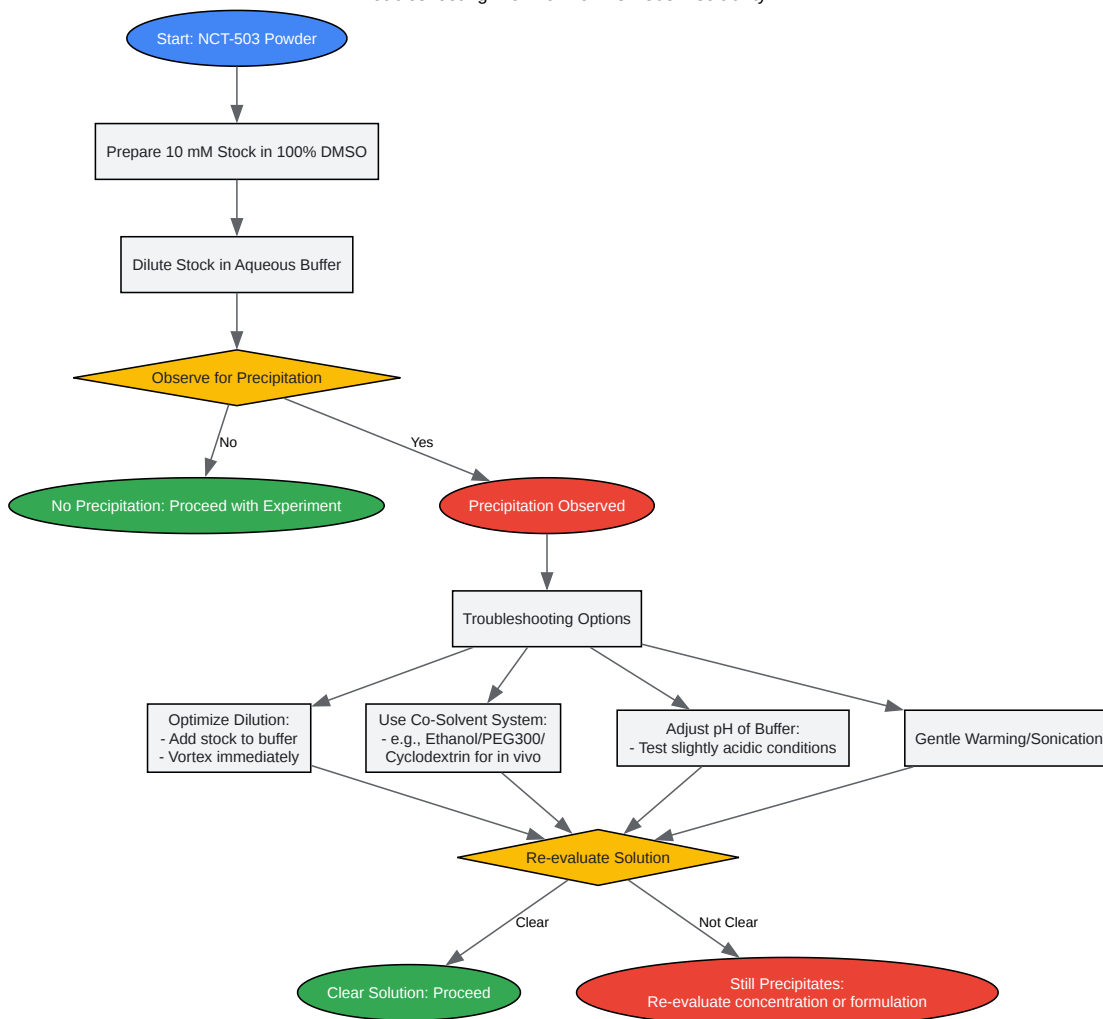 Start: NCT-503 Powder
Prepare 10 mM Stock in 100% DMSO
Dilute Stock in Aqueous Buffer
Observe for Precipitation
No
Yes
No Precipitation: Proceed with Experiment
Precipitation Observed
Troubleshooting Options
Optimize Dilution:
- Add stock to buffer
- Vortex immediately
Use Co-Solvent System:
- e.g., Ethanol/PEG300/
Cyclodextrin for in vivo
Adjust pH of Buffer:
- Test slightly acidic conditions
Gentle Warming/Sonication
Re-evaluate Solution
Clear
Not Clear
Clear Solution: Proceed
Still Precipitates:
Re-evaluate concentration or formulation